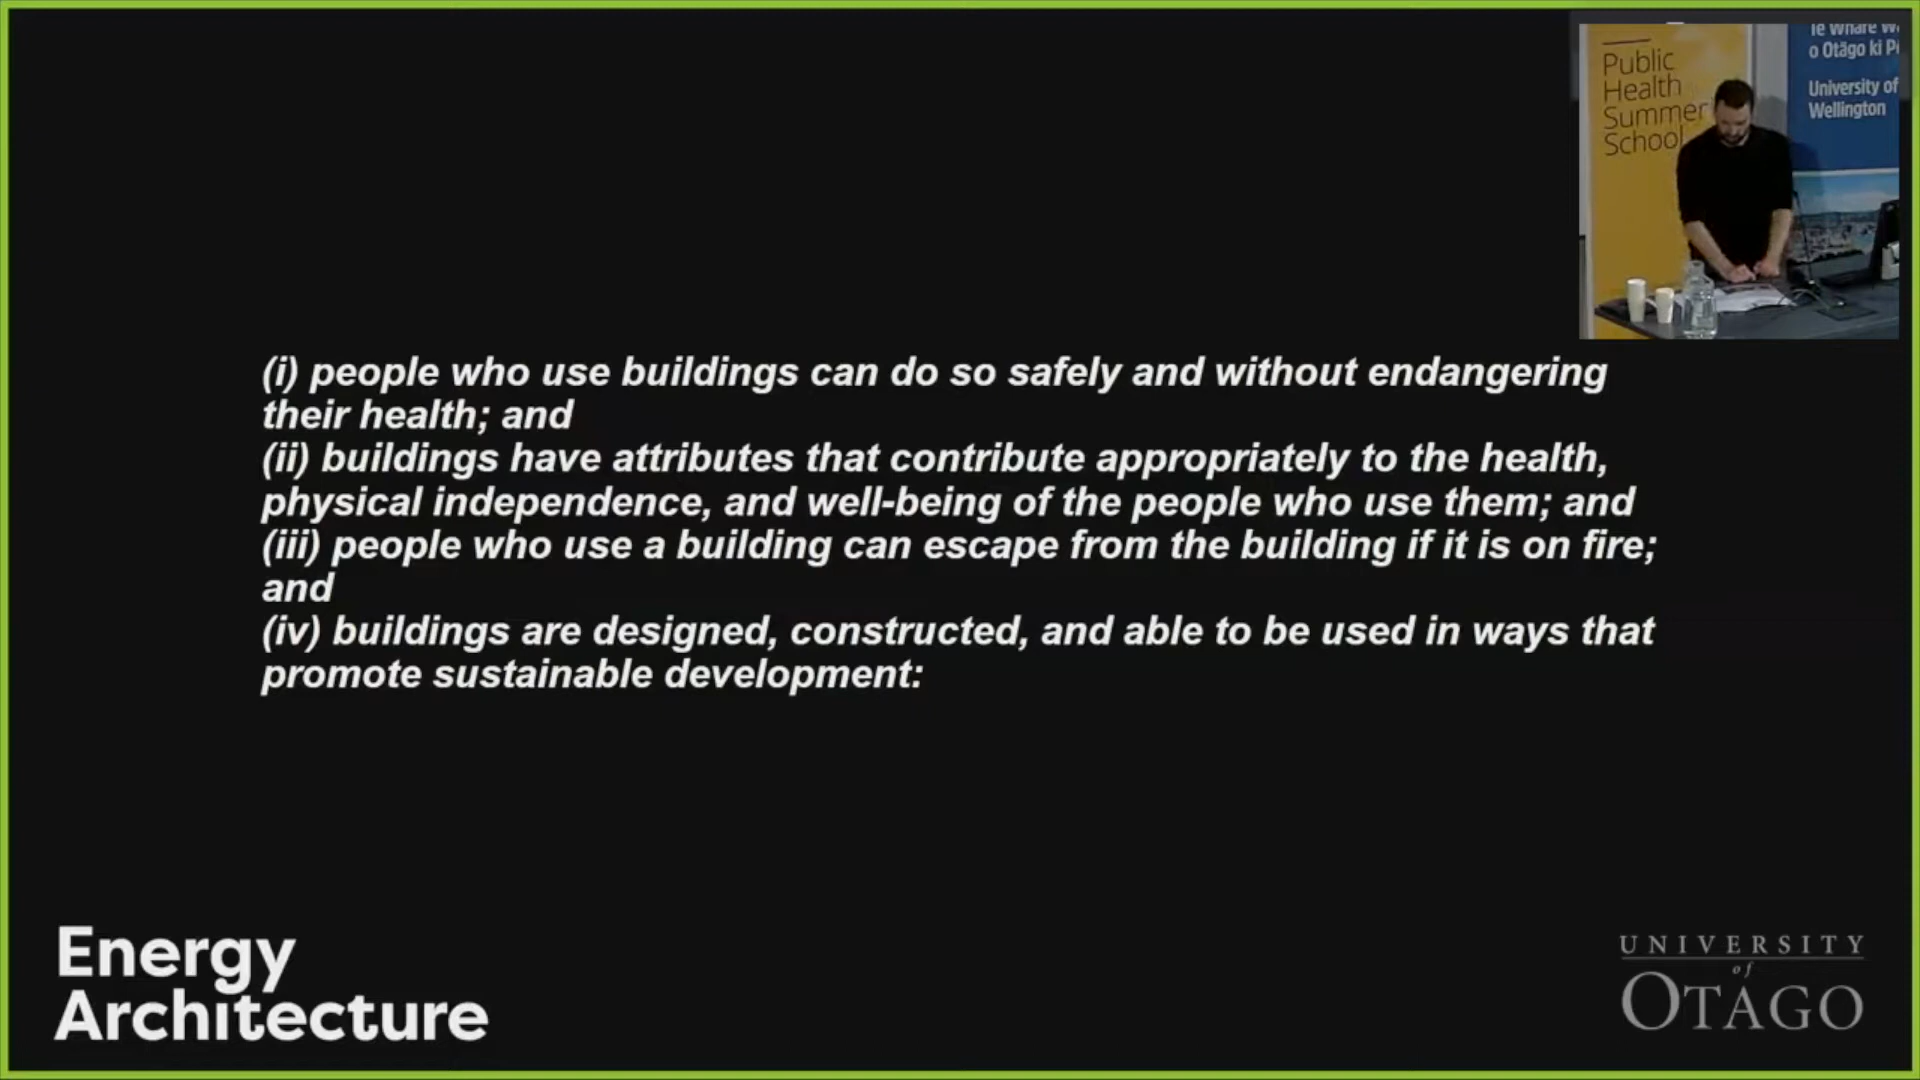 Public
Health
Summer
School
o Otāgo ki
University of
Wellington
(i) people who use buildings can do so safely and without endangering
their health; and
(ii) buildings have attributes that contribute appropriately to the health,
physical independence, and well-being of the people who use them; and
(iii) people who use a building can escape from the building if it is on fire;
and
(iv) buildings are designed, constructed, and able to be used in ways that
promote sustainable development:
Energy
Architecture
UNIVERSITY
of
OTAGO